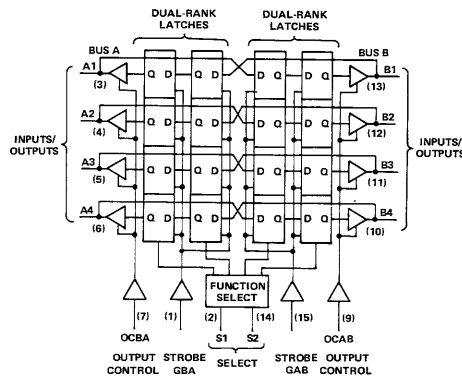 DUAL-RANK LATCHES DUAL-RANK LATCHES
BUS A BUS B
A1 Q D Q D D Q D Q B1
(3) (13)
A2 Q D Q D D Q D Q B2
(4) (12)
INPUTS/ OUTPUTS INPUTS/ OUTPUTS
A3 Q D Q D D Q D Q B3
(5) (11)
A4 Q D Q D D Q D Q B4
(6) (10)
FUNCTION SELECT
(7) (1) (2) (14) (15) (9)
OCBA S1 S2 OCAB
OUTPUT CONTROL STROBE GBA SELECT STROBE GAB OUTPUT CONTROL